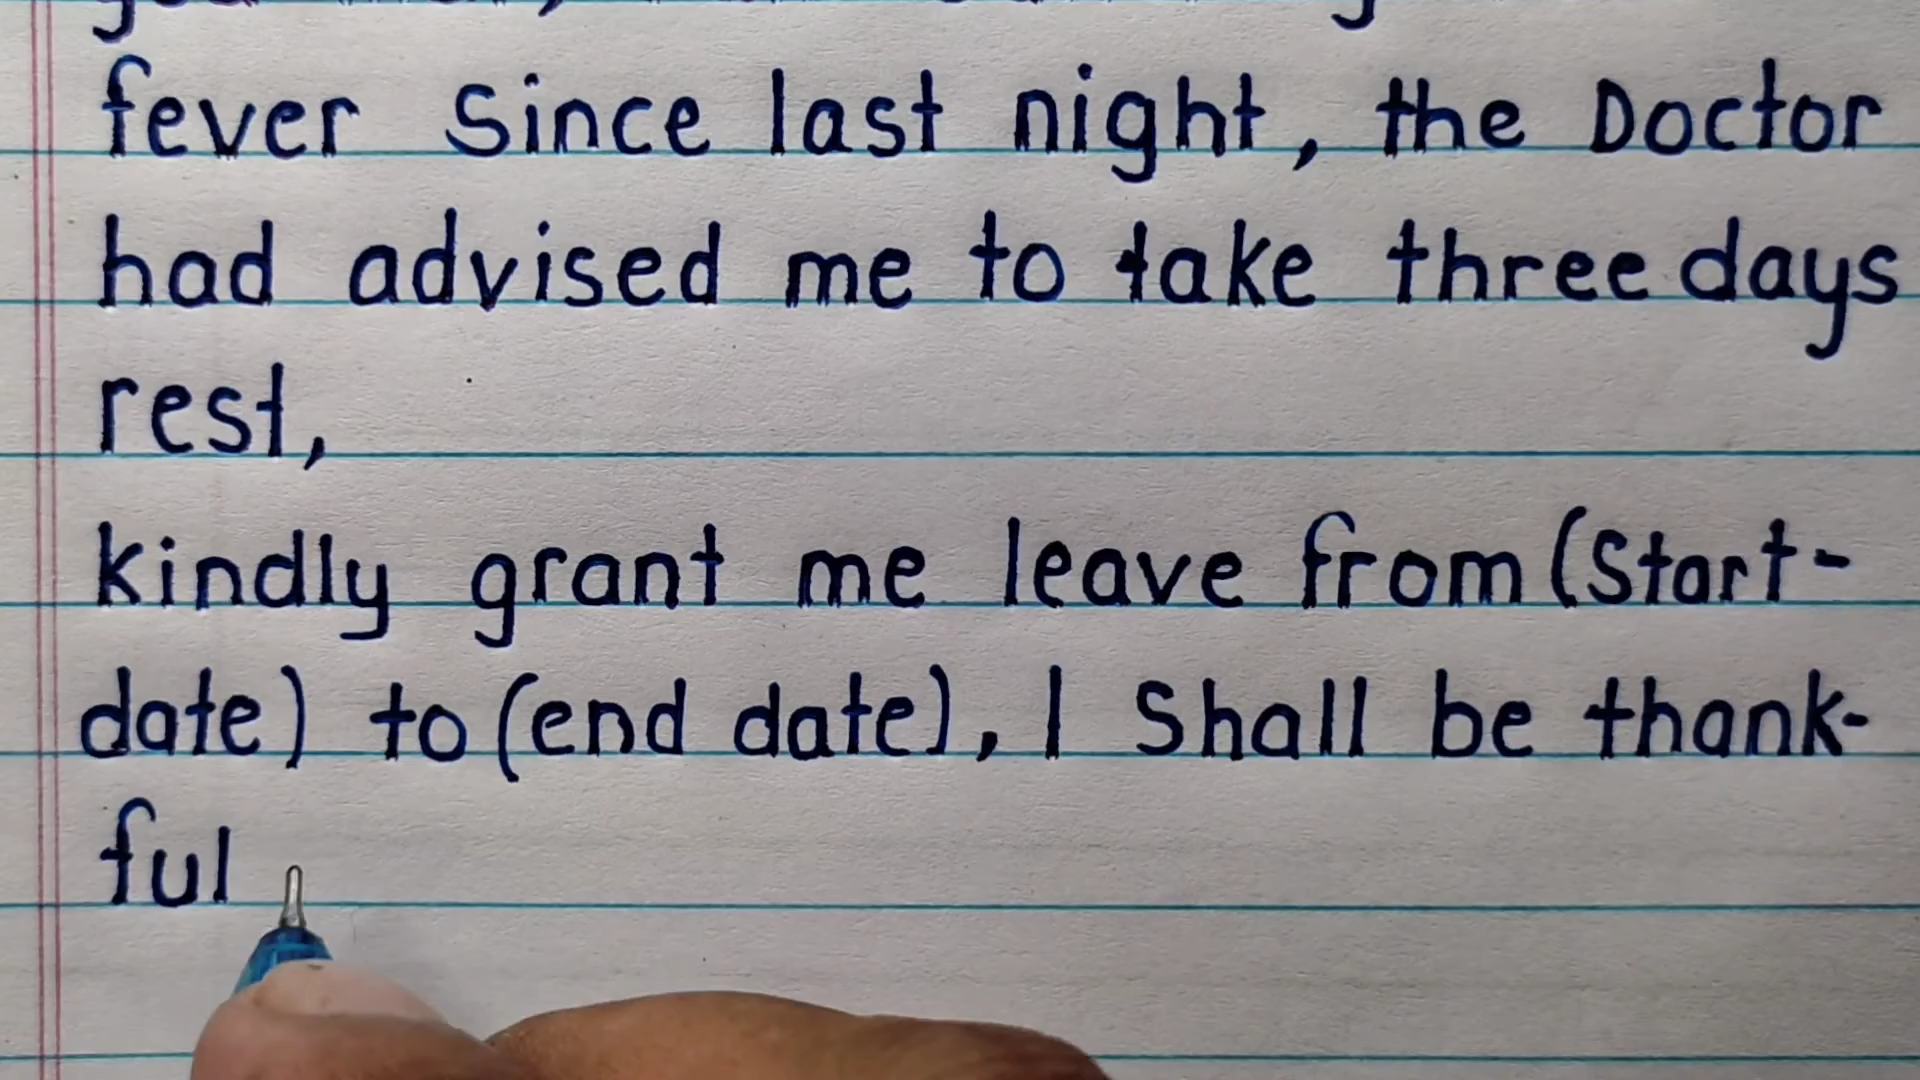 fever Since last night, the Doctor
had advised me to take three days
rest,
kindly grant me leave from (Start-
date) to (end date), I Shall be thank-
ful